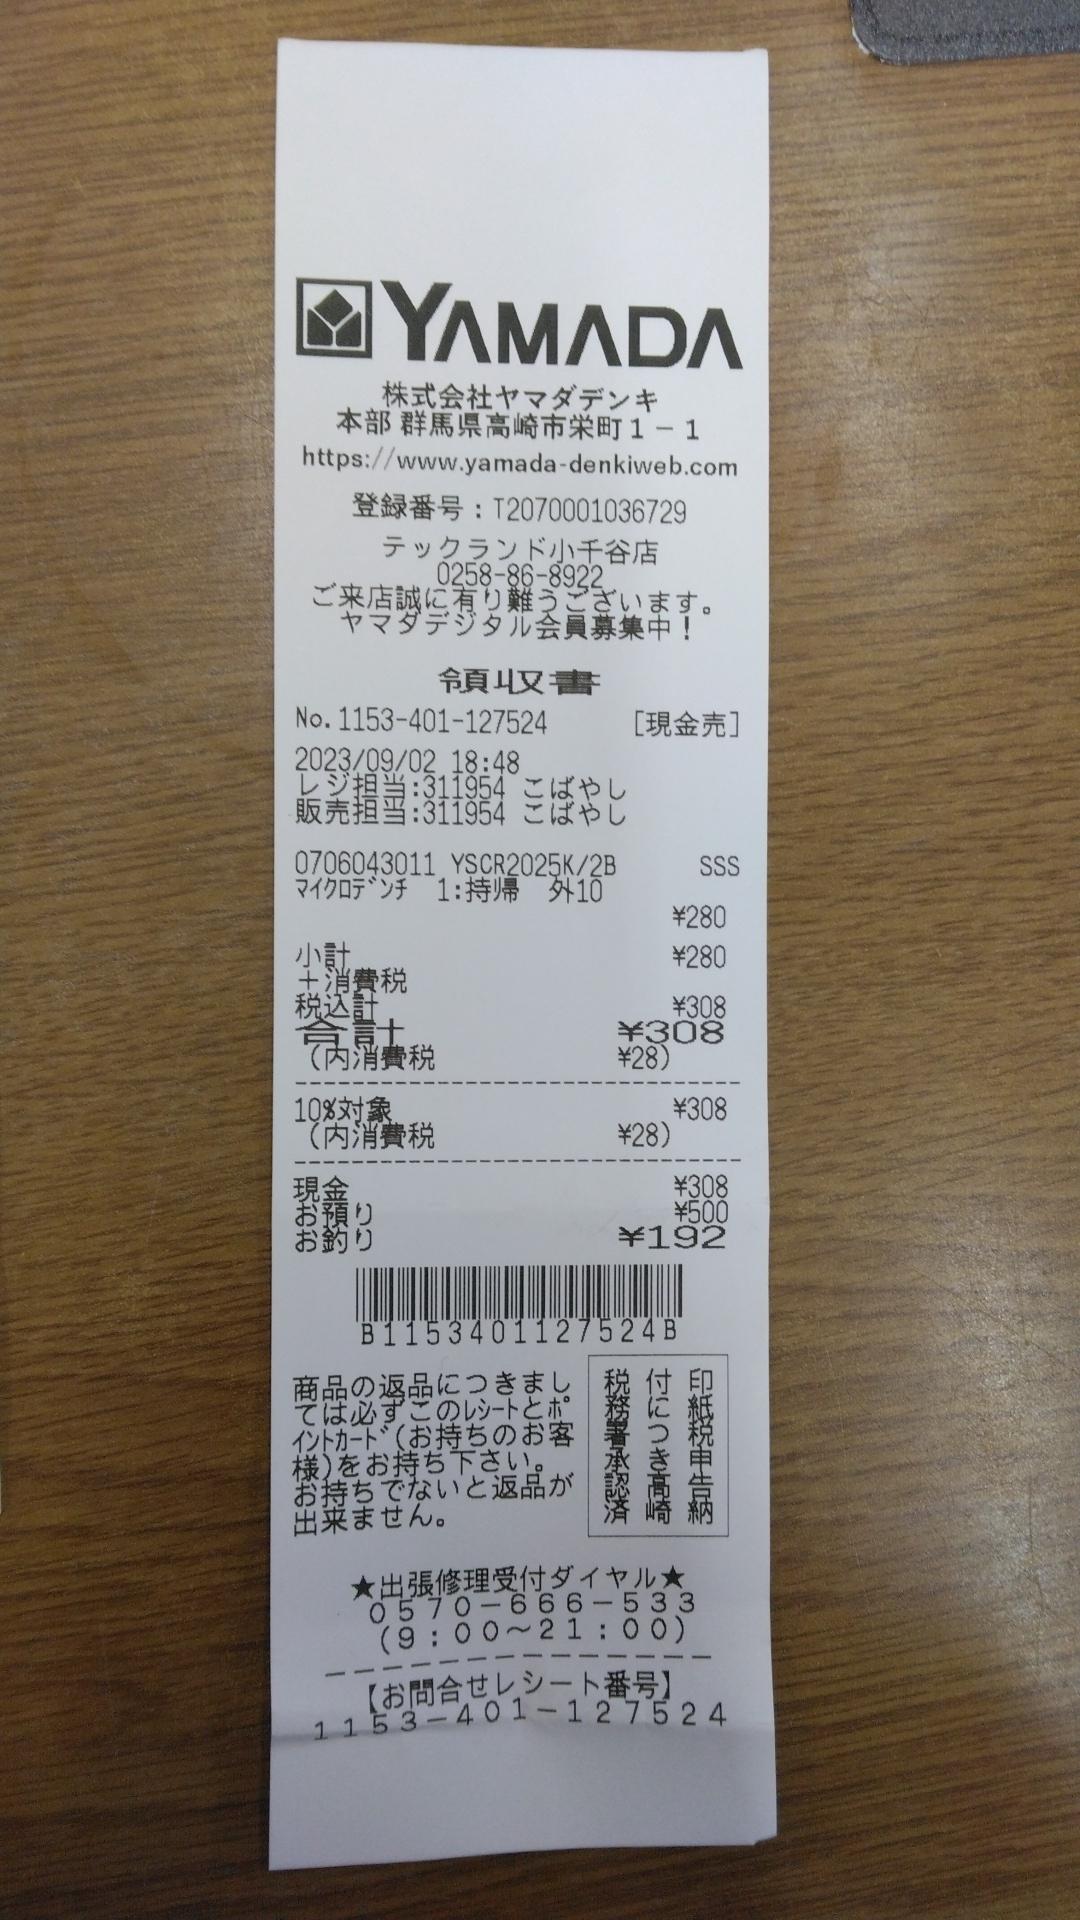 YAMADA
株式会社ヤマダデンキ
本部 群馬県高崎市栄町1-1
https://www.yamada-denkiweb.com
登録番号:T2070001036729
テックランド小千谷店
0258-86-8922
ご来店誠に有り難うございます。
ヤマダデジタル会員募集中!
領収書
No.1153-401-127524 [現金売]
2023/09/02 18:48
レジ担当:311954 こばやし
販売担当:311954 こばやし
0706043011 YSCR2025K/2B SSS
マイクロデンチ 1:持帰 外10
¥280
小計 ¥280
+消費税
税込計 ¥308
合計 ¥308
(内消費税 ¥28)
10%対象 ¥308
(内消費税 ¥28)
現金 ¥308
お預り ¥500
お釣り ¥192
B1153401127524B
商品の返品につきまし
ては必ずこのレシートとポ
イントカード(お持ちのお客
様)をお持ち下さい。
お持ちでないと返品が
出来ません。
印紙税申告納
付につき高崎
税務署承認済
★出張修理受付ダイヤル★
0570-666-533
(9:00~21:00)
【お問合せレシート番号】
1153-401-127524